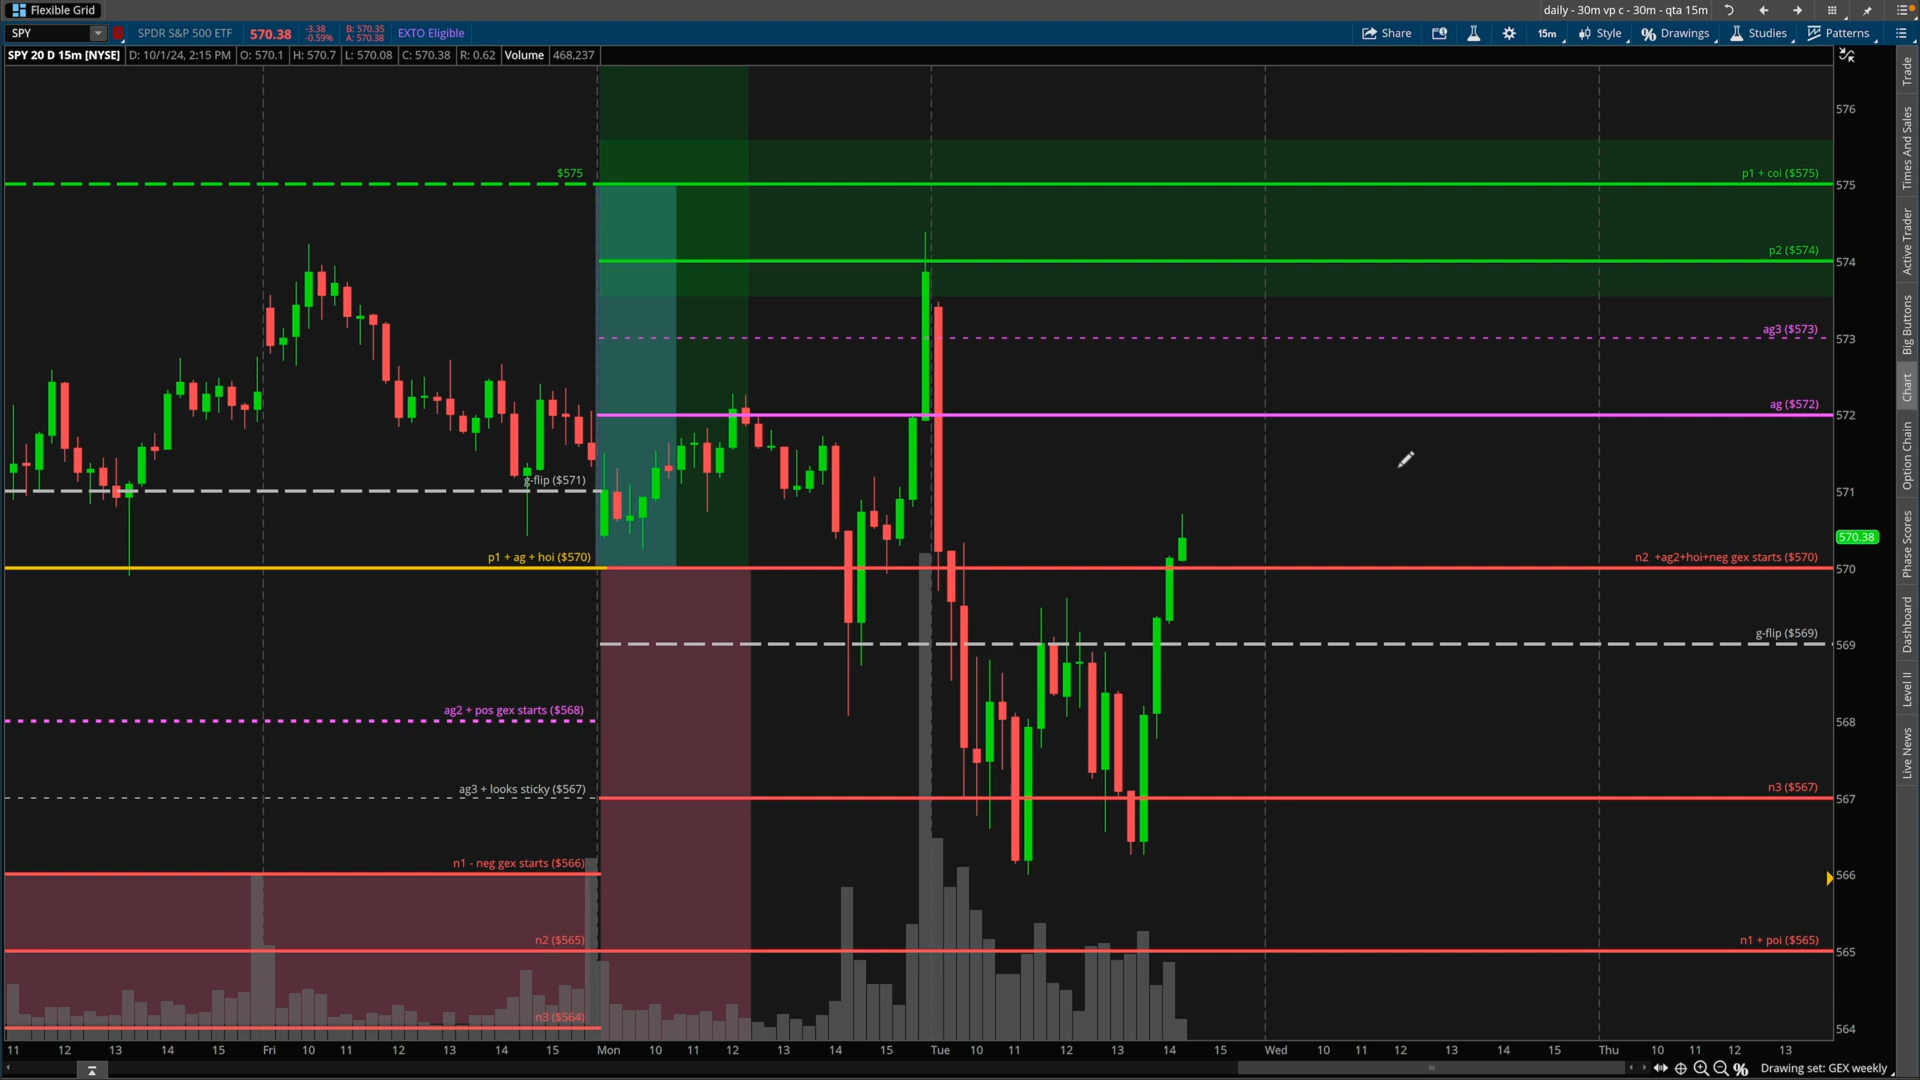 Flexible Grid
daily - 30m vp c - 30m - qta 15m
SPY
SPDR S&P 500 ETF
570.38
-3.38
-0.59%
B: 570.35
A: 570.38
EXTO Eligible
Share
15m
Style
Drawings
Studies
Patterns
SPY 20 D 15m [NYSE]
D: 10/1/24, 2:15 PM
O: 570.1
H: 570.7
L: 570.08
C: 570.38
R: 0.62
Volume
468,237
$575
g-flip ($571)
p1 + ag + hoi ($570)
ag2 + pos gex starts ($568)
ag3 + looks sticky ($567)
n1 - neg gex starts ($566)
n2 ($565)
n3 ($564)
p1 + coi ($575)
p2 ($574)
ag3 ($573)
ag ($572)
n2 +ag2+hoi+neg gex starts ($570)
g-flip ($569)
n3 ($567)
n1 + poi ($565)
576
575
574
573
572
571
570.38
570
569
568
567
566
565
564
Trade
Times And Sales
Active Trader
Big Buttons
Chart
Option Chain
Phase Scores
Dashboard
Level II
Live News
11 12 13 14 15 Fri 10 11 12 13 14 15 Mon 10 11 12 13 14 15 Tue 10 11 12 13 14 15 Wed 10 11 12 13 14 15 Thu 10 11 12 13
Drawing set: GEX weekly